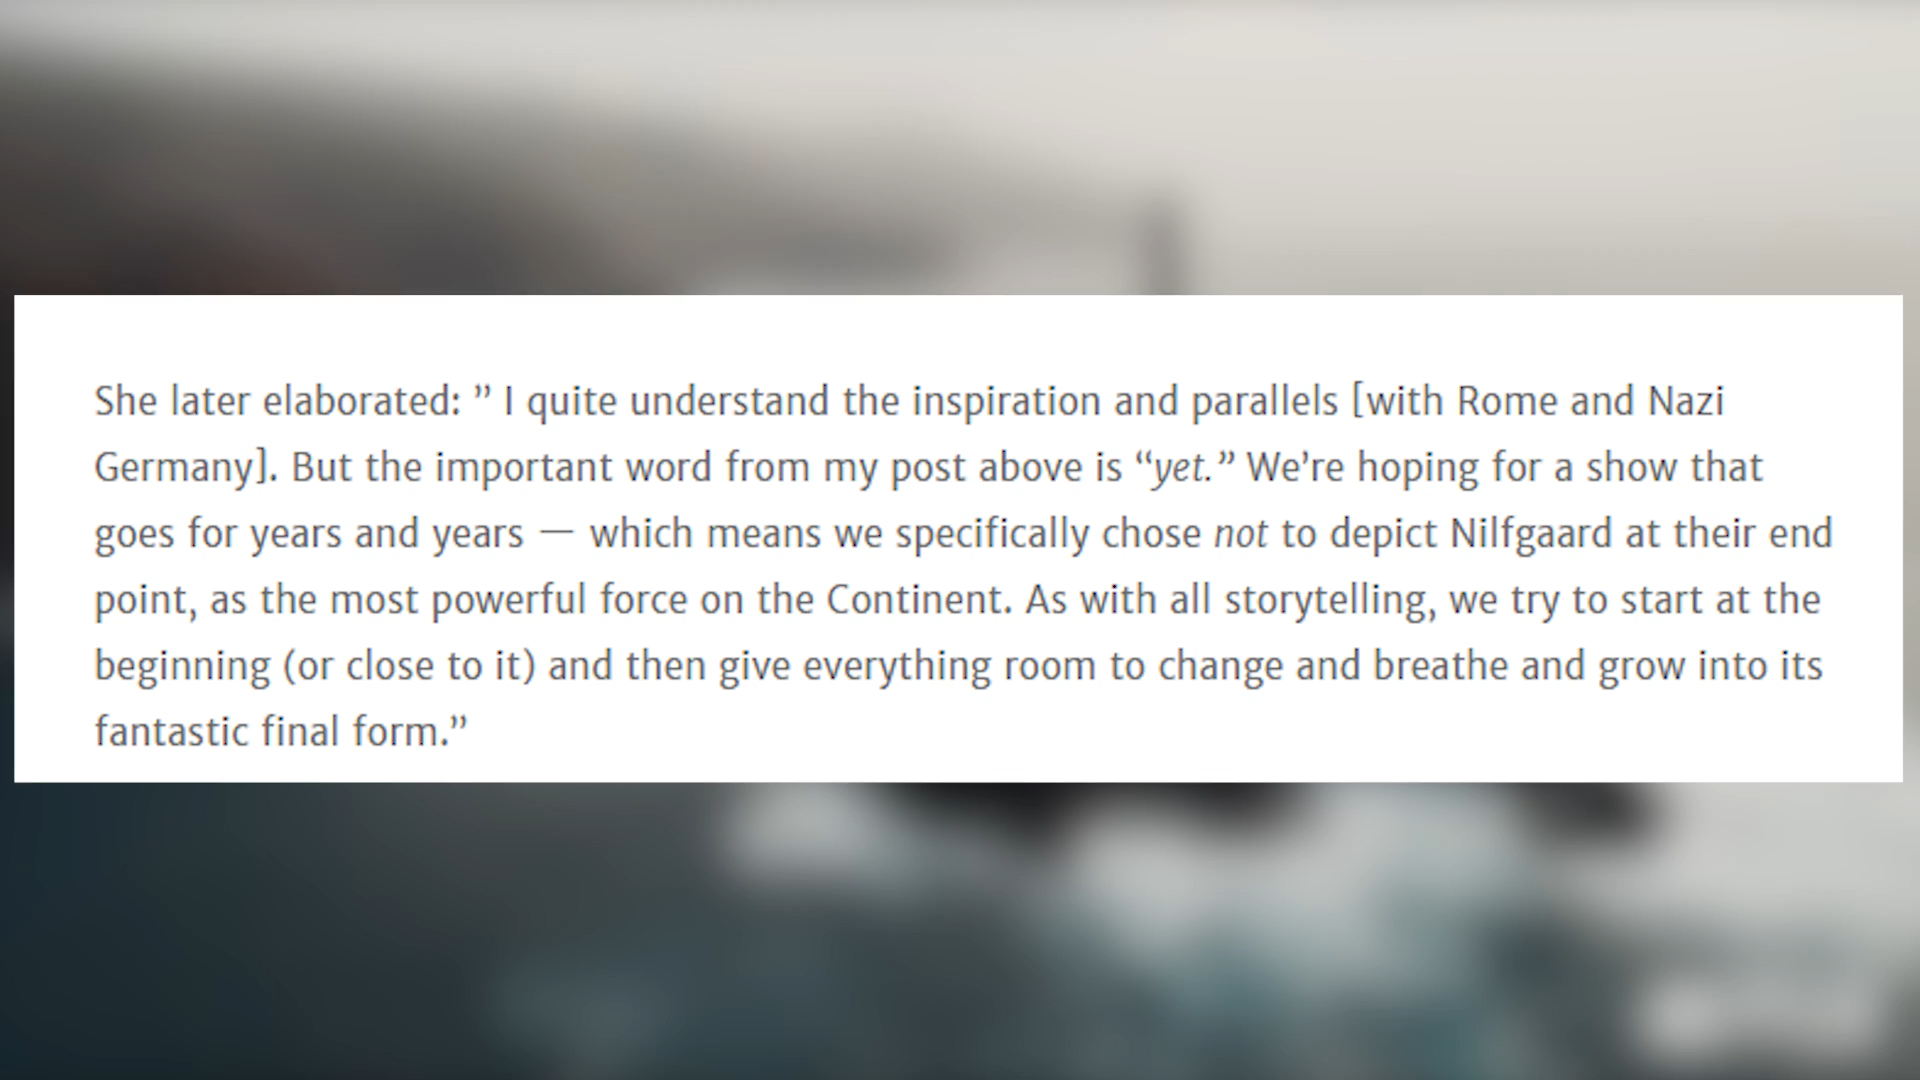 She later elaborated: ” I quite understand the inspiration and parallels [with Rome and Nazi
Germany]. But the important word from my post above is “yet.” We’re hoping for a show that
goes for years and years — which means we specifically chose not to depict Nilfgaard at their end
point, as the most powerful force on the Continent. As with all storytelling, we try to start at the
beginning (or close to it) and then give everything room to change and breathe and grow into its
fantastic final form.”